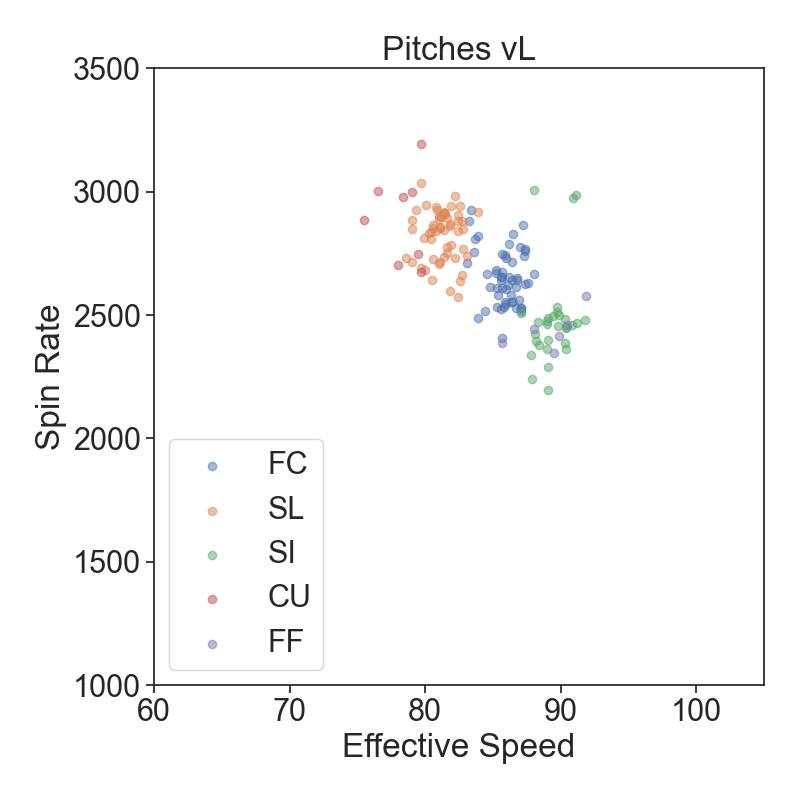 Pitches vL
3500
3000
2500
2000
1500
1000
Spin Rate
FC
SL
SI
CU
FF
60 70 80 90 100
Effective Speed